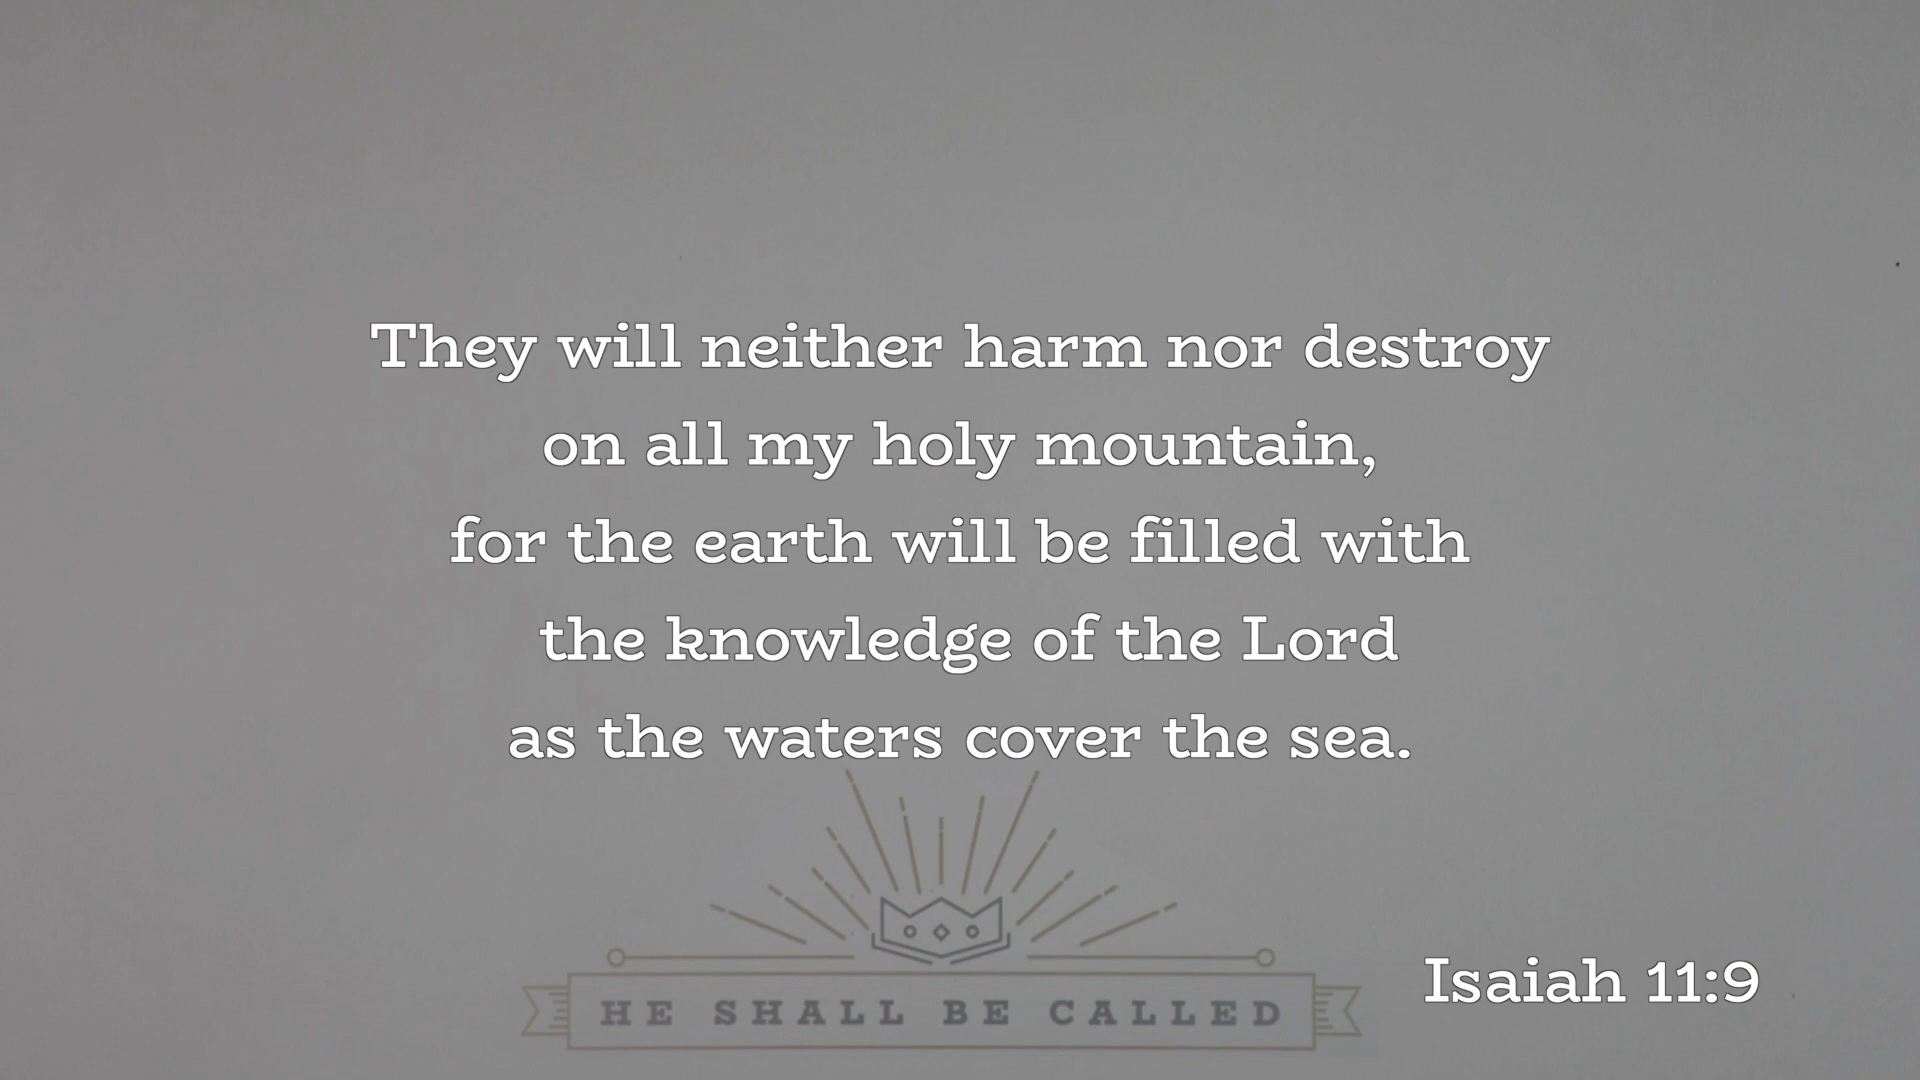 They will neither harm nor destroy
on all my holy mountain,
for the earth will be filled with
the knowledge of the Lord
as the waters cover the sea.
HE SHALL BE CALLED
Isaiah 11:9